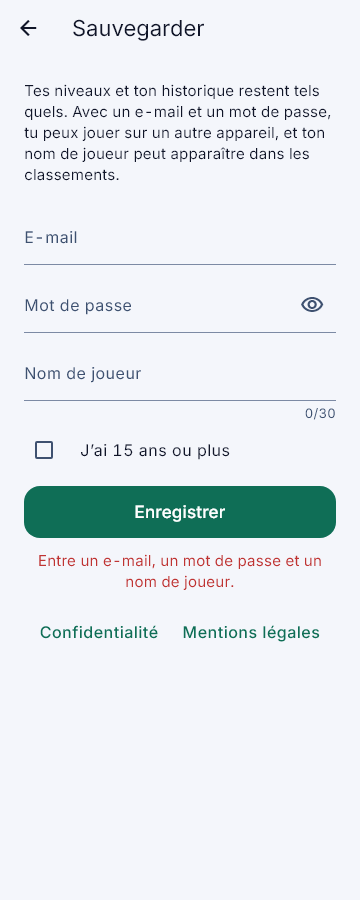 Sauvegarder
Tes niveaux et ton historique restent tels
quels. Avec un e-mail et un mot de passe,
tu peux jouer sur un autre appareil, et ton
nom de joueur peut apparaître dans les
classements.
E-mail
Mot de passe
Nom de joueur
0/30
J’ai 15 ans ou plus
Enregistrer
Entre un e-mail, un mot de passe et un
nom de joueur.
Confidentialité Mentions légales